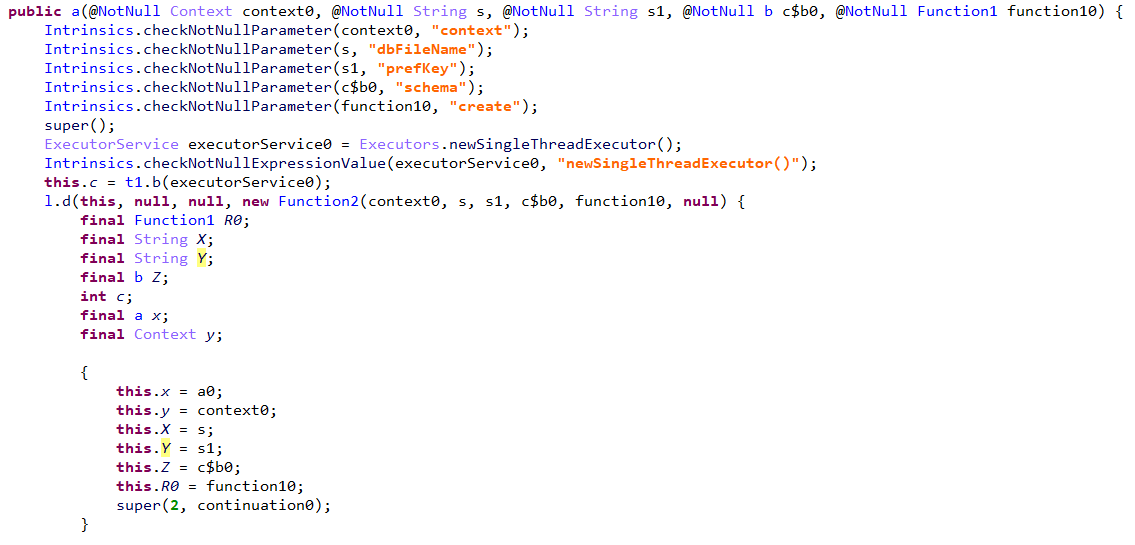 public a(@NotNull Context context0, @NotNull String s, @NotNull String s1, @NotNull b c$b0, @NotNull Function1 function10) {
    Intrinsics.checkNotNullParameter(context0, "context");
    Intrinsics.checkNotNullParameter(s, "dbFileName");
    Intrinsics.checkNotNullParameter(s1, "prefKey");
    Intrinsics.checkNotNullParameter(c$b0, "schema");
    Intrinsics.checkNotNullParameter(function10, "create");
    super();
    ExecutorService executorService0 = Executors.newSingleThreadExecutor();
    Intrinsics.checkNotNullExpressionValue(executorService0, "newSingleThreadExecutor()");
    this.c = t1.b(executorService0);
    l.d(this, null, null, new Function2(context0, s, s1, c$b0, function10, null) {
        final Function1 R0;
        final String X;
        final String Y;
        final b Z;
        int c;
        final a x;
        final Context y;

        {
            this.x = a0;
            this.y = context0;
            this.X = s;
            this.Y = s1;
            this.Z = c$b0;
            this.R0 = function10;
            super(2, continuation0);
        }